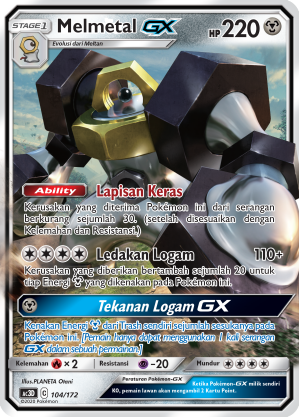 STAGE 1 Melmetal GX HP 220
Evolusi dari Meltan
Ability Lapisan Keras
Kerusakan yang diterima Pokémon ini dari serangan
berkurang sejumlah 30. (setelah disesuaikan dengan
Kelemahan dan Resistansi.)
Ledakan Logam 110+
Kerusakan yang diberikan bertambah sejumlah 20 untuk
tiap Energi yang dikenakan pada Pokémon ini.
Tekanan Logam GX
Kerakan Energi dari Trash sendiri sejumlah sesukanya ke
Pokémon ini. [Pemain hanya dapat menggunakan 1 kali serangan
GX dalam sebuah permainan.]
Kelemahan × 2 Resistansi -20 Mundur
Illus. PLANETA Otani
Peraturan Pokémon-GX
Ketika Pokémon-GX milik sendiri
KO, pemain lawan akan mengambil 2 Kartu Point.
AC3D C 104/172
©2020 Pokémon